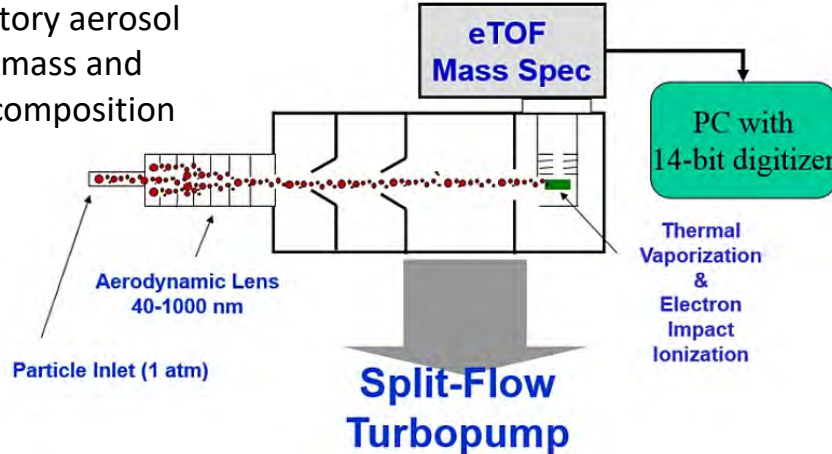 tory aerosol
mass and
composition
eTOF
Mass Spec
PC with
14-bit digitizer
Aerodynamic Lens
40-1000 nm
Particle Inlet (1 atm)
Thermal
Vaporization
&
Electron
Impact
Ionization
Split-Flow
Turbopump